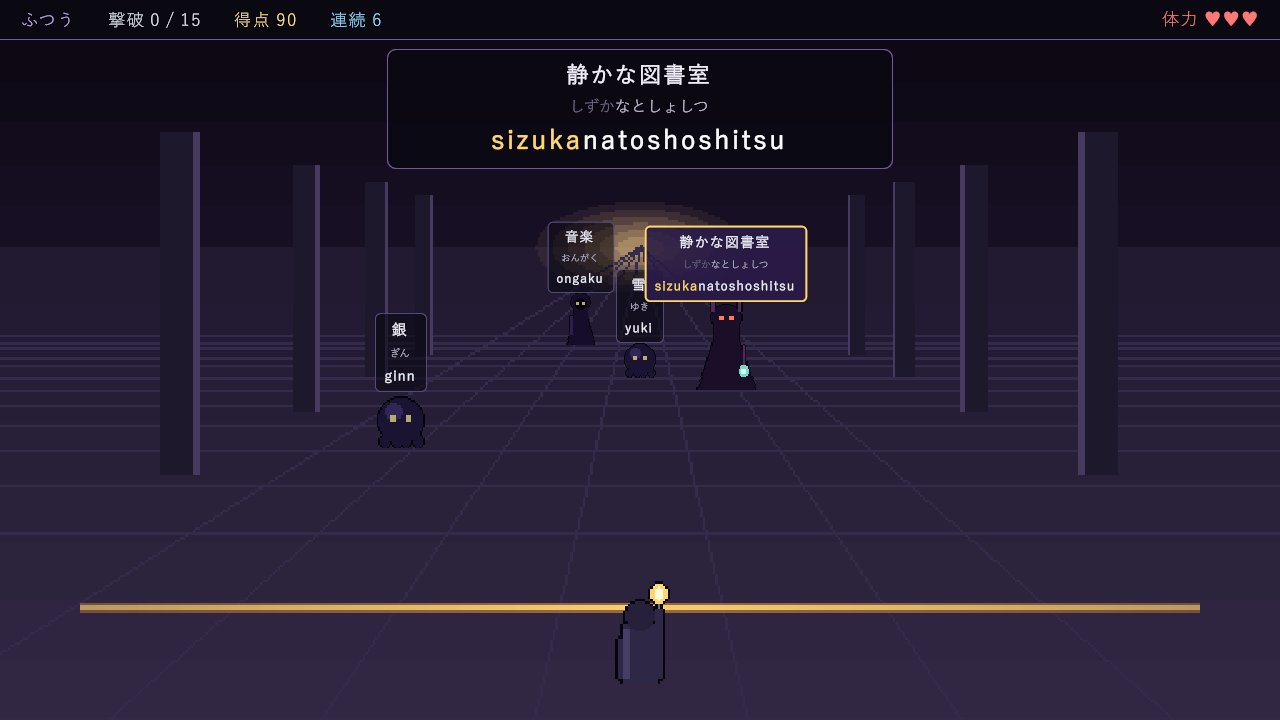 ふつう 撃破 0 / 15 得点 90 連続 6 体力 ♥♥♥
静かな図書室
しずかなとしょしつ
sizukanatoshoshitsu
音楽
おんがく
ongaku
静かな図書室
しずかなとしょしつ
sizukanatoshoshitsu
雪
ゆき
yuki
銀
ぎん
ginn